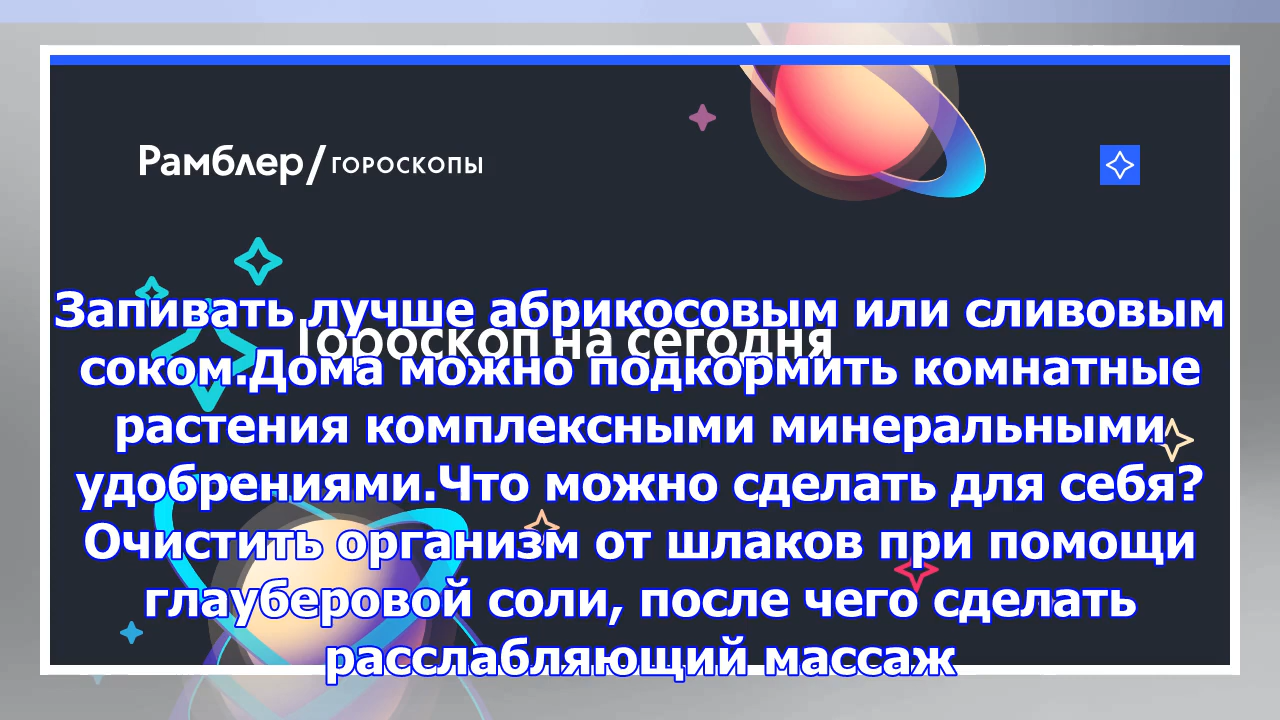 Рамблер/ГОРОСКОПЫ
Гороскоп на сегодня
Запивать лучше абрикосовым или сливовым
соком.Дома можно подкормить комнатные
растения комплексными минеральными
удобрениями.Что можно сделать для себя?
Очистить организм от шлаков при помощи
глауберовой соли, после чего сделать
расслабляющий массаж